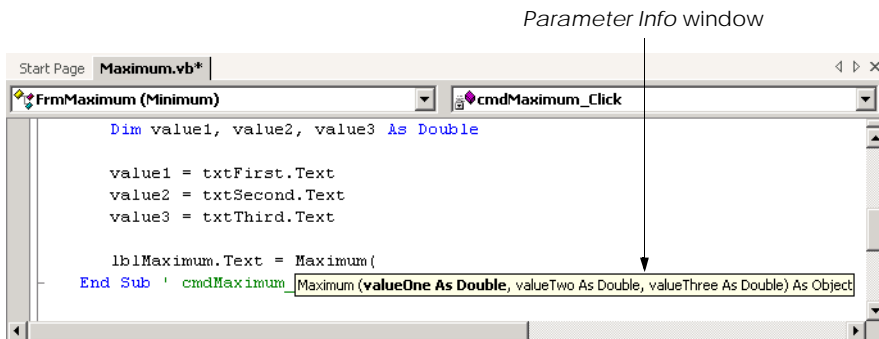 Parameter Info window
Start Page Maximum.vb*
FrmMaximum (Minimum) cmdMaximum_Click
Dim value1, value2, value3 As Double
value1 = txtFirst.Text
value2 = txtSecond.Text
value3 = txtThird.Text
lblMaximum.Text = Maximum(
End Sub ' cmdMaximum_
Maximum (valueOne As Double, valueTwo As Double, valueThree As Double) As Object